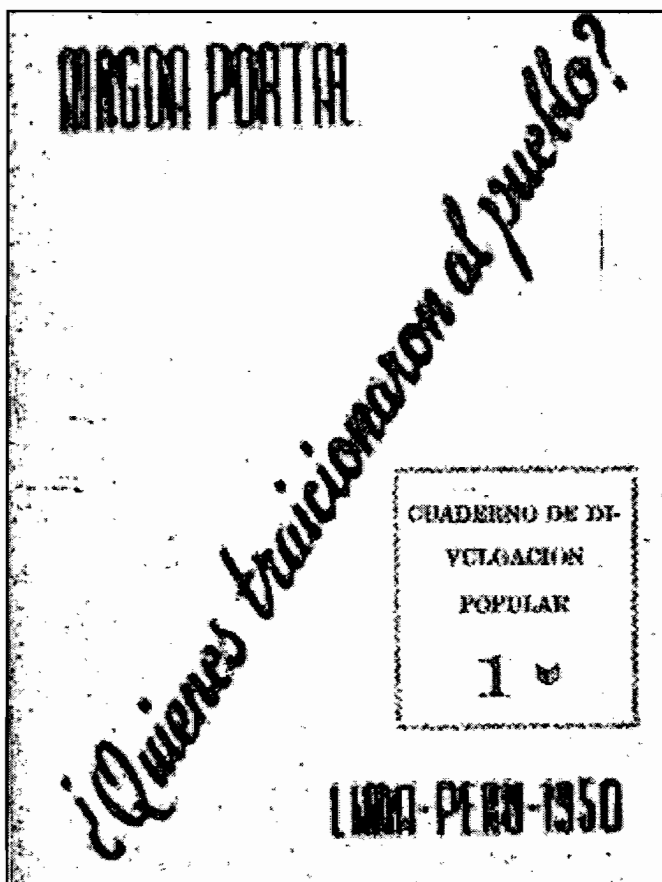 MAGDA PORTAL
¿Quienes traicionaron al pueblo?
CUADERNO DE DI-
VULGACION
POPULAR
1
LIMA-PERU-1950